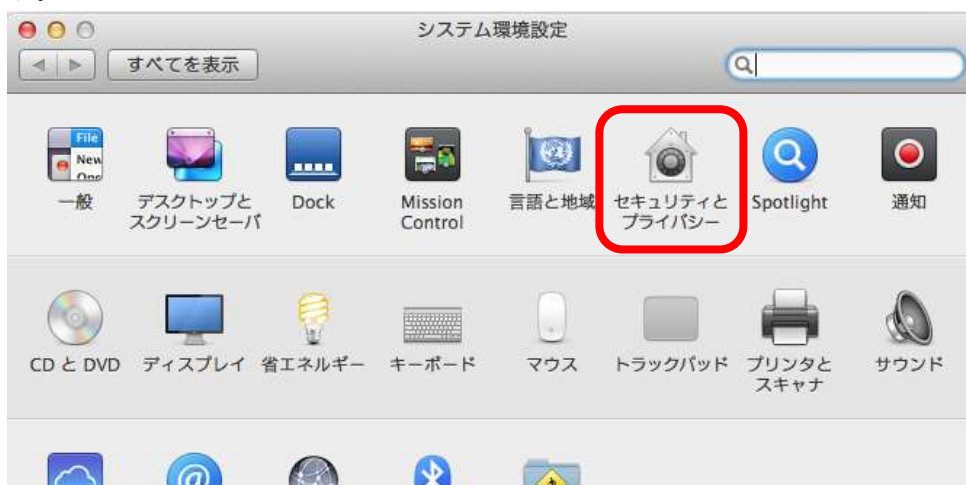 システム環境設定
すべてを表示
File
New
一般
デスクトップと
スクリーンセーバ
Dock
Mission
Control
言語と地域
セキュリティと
プライバシー
Spotlight
通知
CD と DVD
ディスプレイ
省エネルギー
キーボード
マウス
トラックパッド
プリンタと
スキャナ
サウンド
@